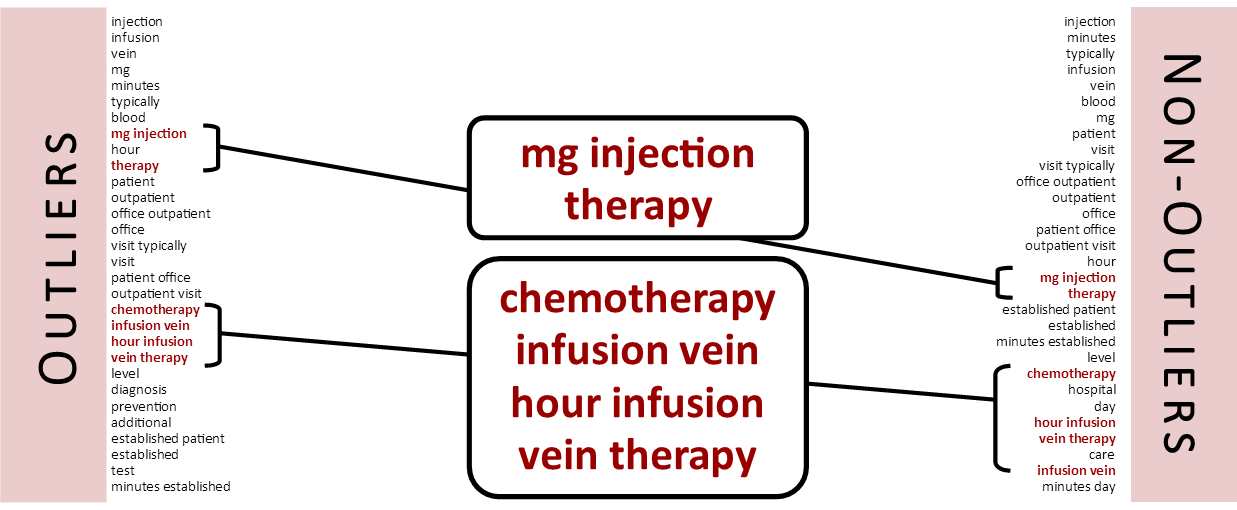 OUTLIERS
injection
infusion
vein
mg
minutes
typically
blood
mg injection
hour
therapy
patient
outpatient
office outpatient
office
visit typically
visit
patient office
outpatient visit
chemotherapy
infusion vein
hour infusion
vein therapy
level
diagnosis
prevention
additional
established patient
established
test
minutes established
mg injection
therapy
chemotherapy
infusion vein
hour infusion
vein therapy
injection
minutes
typically
infusion
vein
blood
mg
patient
visit
visit typically
office outpatient
outpatient
office
patient office
outpatient visit
hour
mg injection
therapy
established patient
established
minutes established
level
chemotherapy
hospital
day
hour infusion
vein therapy
care
infusion vein
minutes day
NON-OUTLIERS